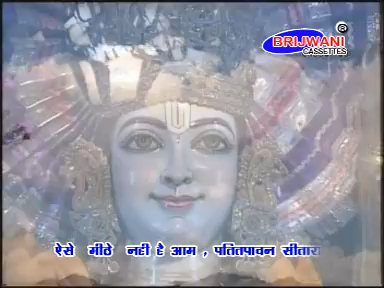 BRIJWANI
CASSETTES
ऐसे मीठे नहीं है आम , पतितपावन सीतार